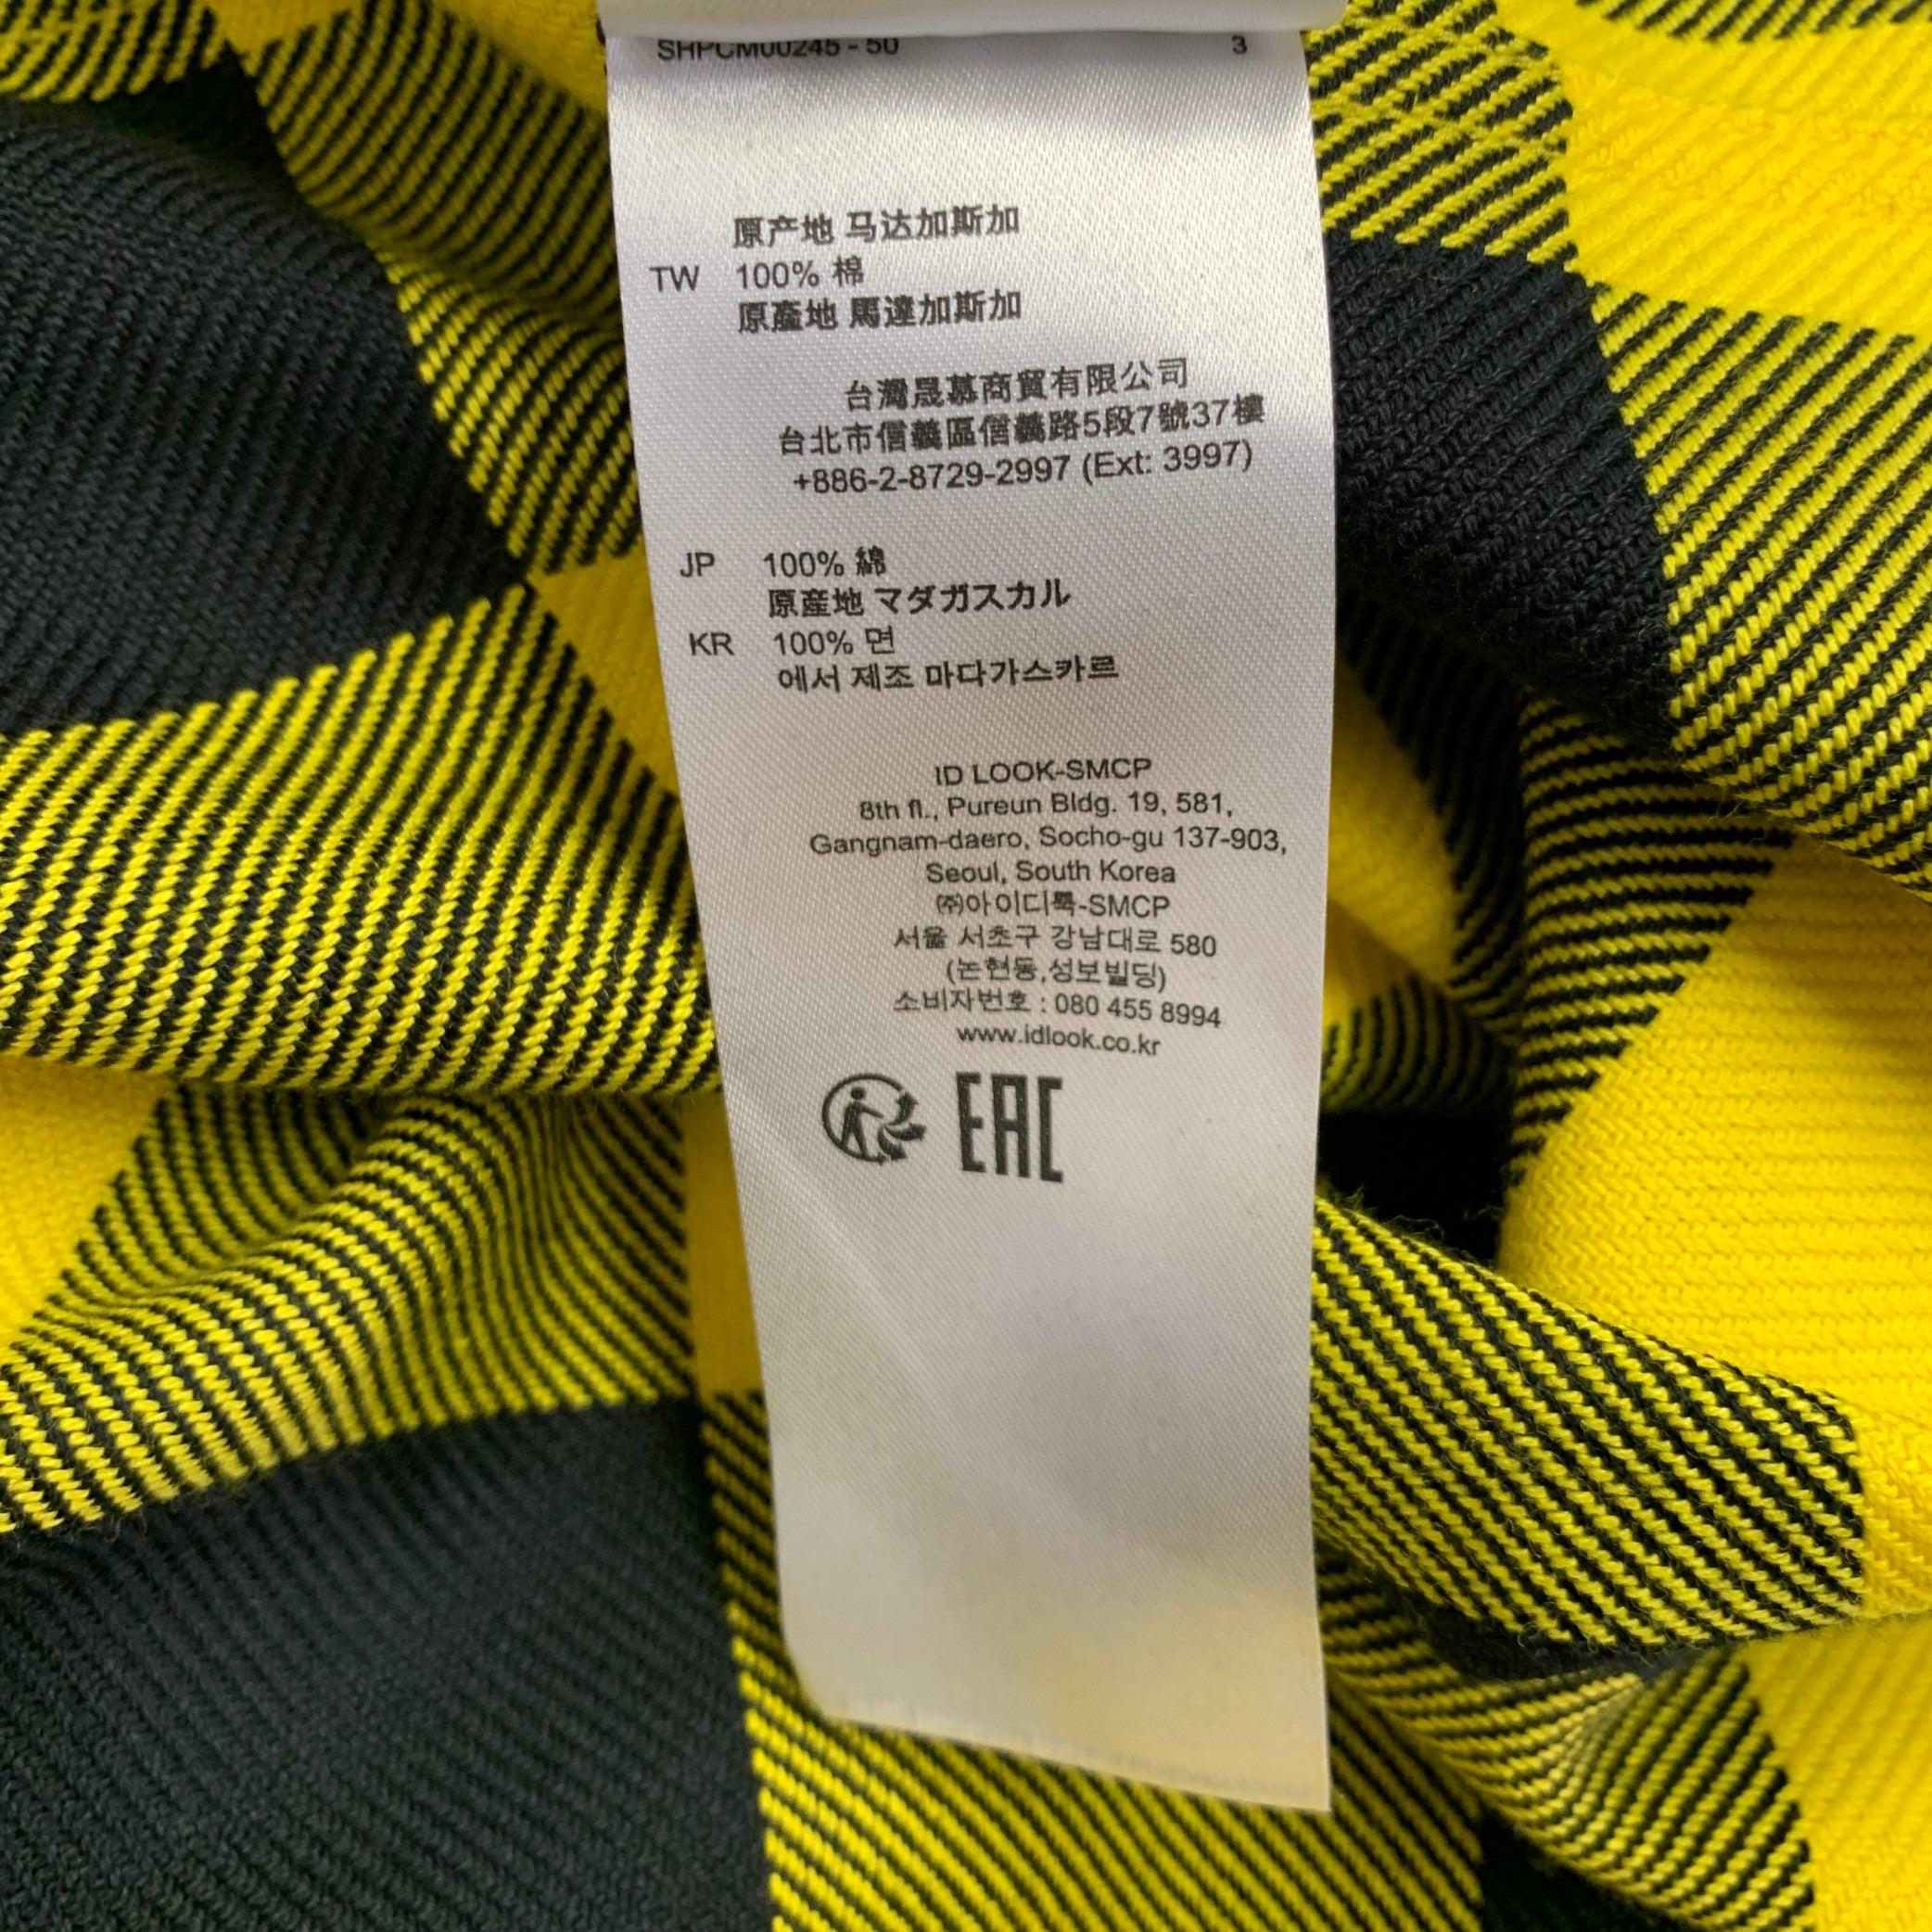 SHPCM00245 - 50 3
原产地 马达加斯加
TW 100% 棉
原產地 馬達加斯加
台灣晟慕商貿有限公司
台北市信義區信義路5段7號37樓
+886-2-8729-2997 (Ext: 3997)
JP 100% 綿
原産地 マダガスカル
KR 100% 면
에서 제조 마다가스카르
ID LOOK-SMCP
8th fl., Pureun Bldg. 19, 581,
Gangnam-daero, Socho-gu 137-903,
Seoul, South Korea
㈜아이디룩-SMCP
서울 서초구 강남대로 580
(논현동,성보빌딩)
소비자번호 : 080 455 8994
www.idlook.co.kr
EAC